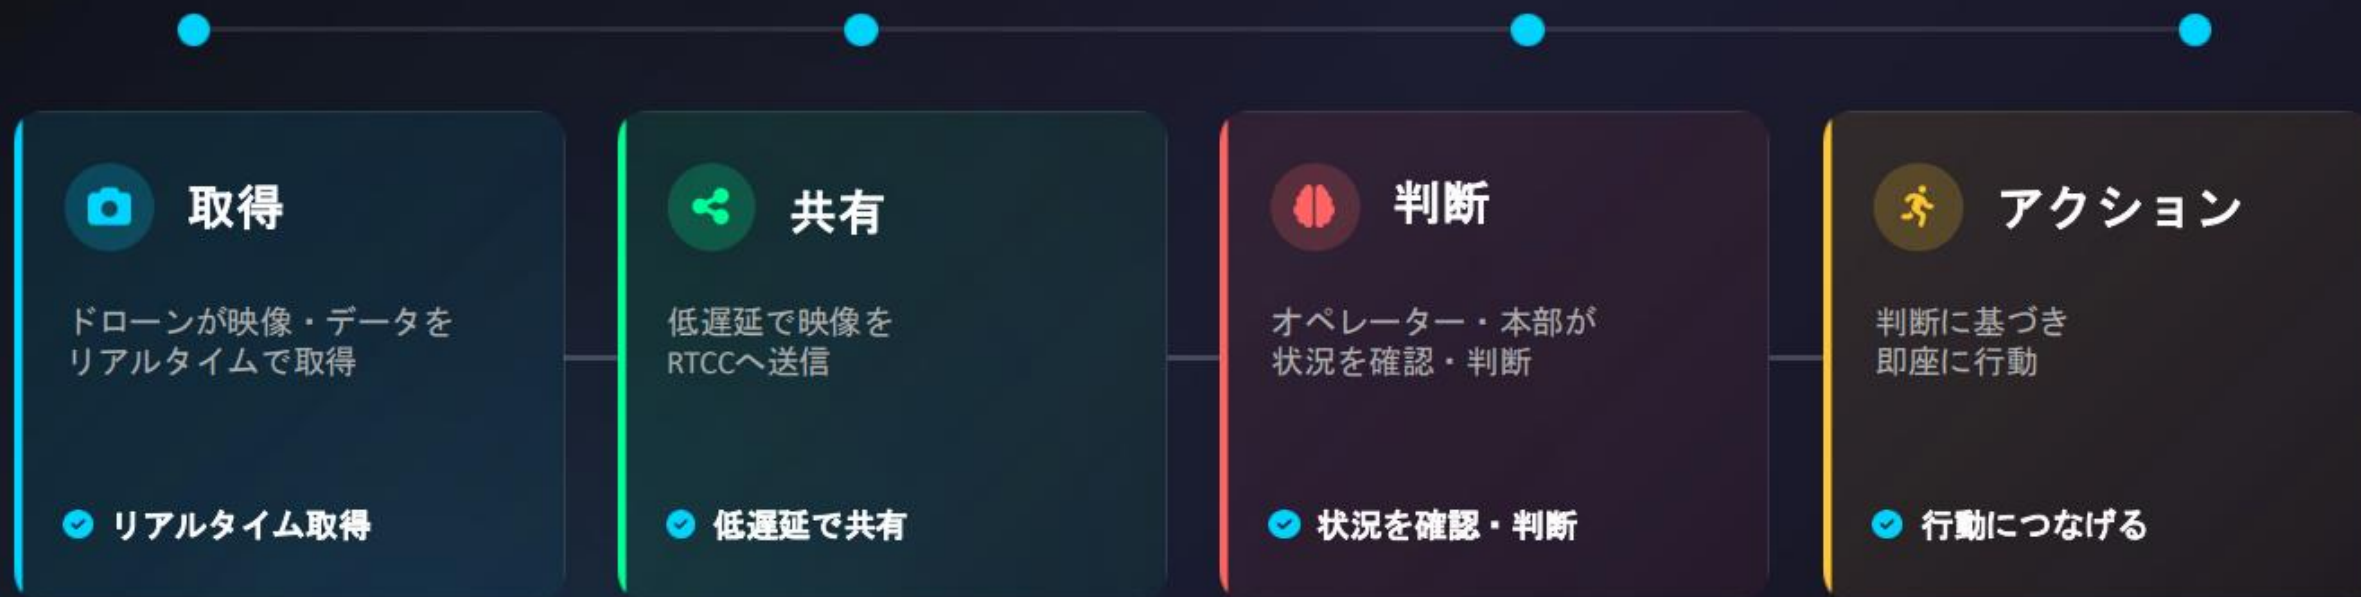 取得
ドローンが映像・データを
リアルタイムで取得
リアルタイム取得
共有
低遅延で映像を
RTCCへ送信
低遅延で共有
判断
オペレーター・本部が
状況を確認・判断
状況を確認・判断
アクション
判断に基づき
即座に行動
行動につなげる